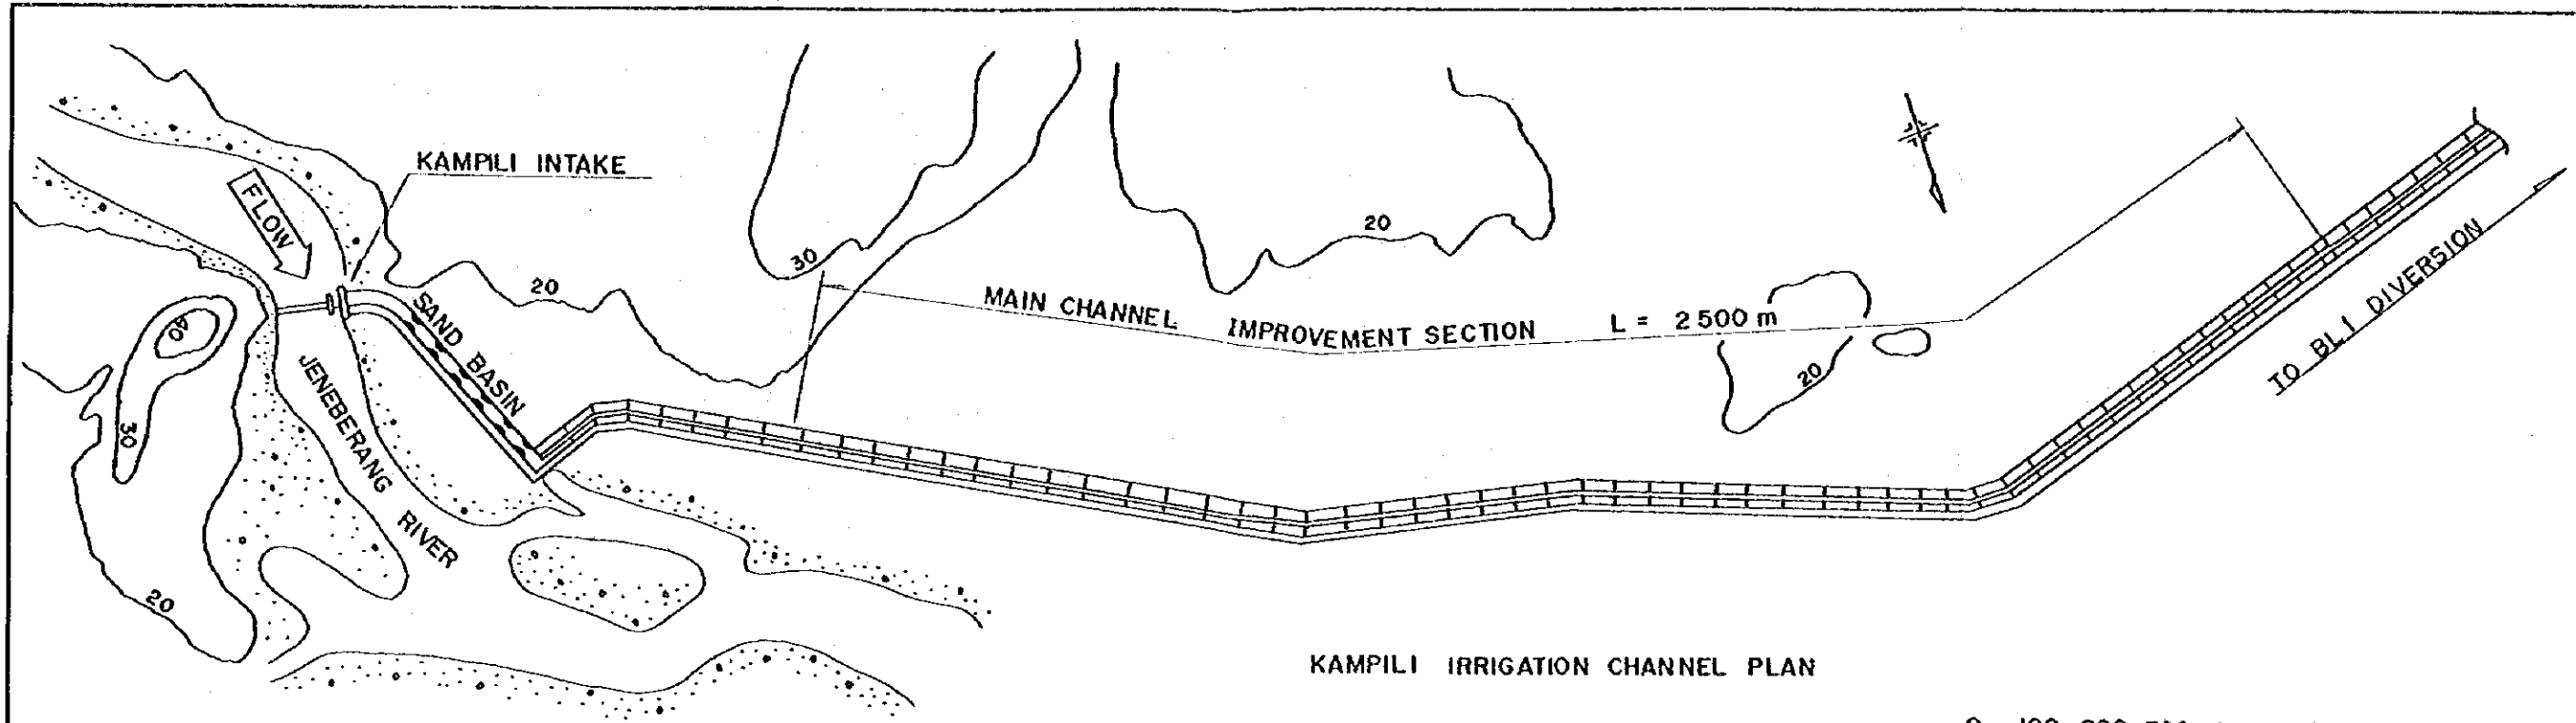 KAMPILI INTAKE
FLOW
SAND BASIN
JENEBERANG RIVER
40
30
20
20
30
20
20
MAIN CHANNEL IMPROVEMENT SECTION L = 2500 m
TO BLI DIVERSION
KAMPILI IRRIGATION CHANNEL PLAN